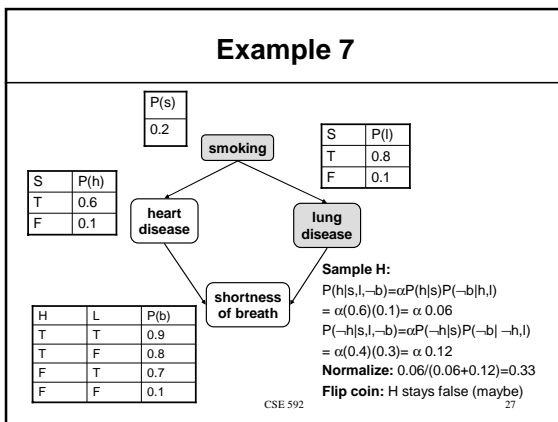 Example 7
P(s)
0.2
smoking
S P(l)
T 0.8
F 0.1
S P(h)
T 0.6
F 0.1
heart
disease
lung
disease
shortness
of breath
H L P(b)
T T 0.9
T F 0.8
F T 0.7
F F 0.1
Sample H:
P(h|s,l,¬b)=αP(h|s)P(¬b|h,l)
= α(0.6)(0.1)= α 0.06
P(¬h|s,l,¬b)=αP(¬h|s)P(¬b| ¬h,l)
= α(0.4)(0.3)= α 0.12
Normalize: 0.06/(0.06+0.12)=0.33
Flip coin: H stays false (maybe)
CSE 592 27